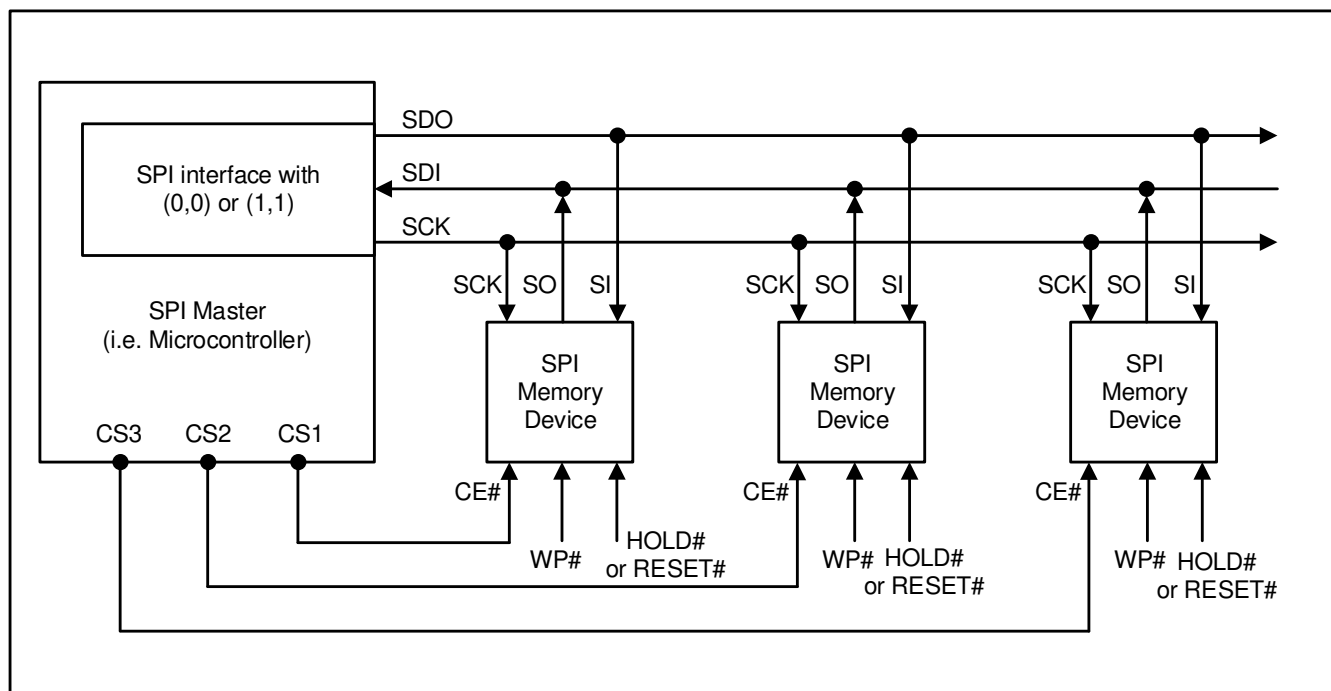 SDO
SDI
SCK
SPI interface with
(0,0) or (1,1)
SPI Master
(i.e. Microcontroller)
CS3
CS2
CS1
SCK
SO
SI
SPI
Memory
Device
CE#
WP#
HOLD#
or RESET#
SCK
SO
SI
SPI
Memory
Device
CE#
WP#
HOLD#
or RESET#
SCK
SO
SI
SPI
Memory
Device
CE#
WP#
HOLD#
or RESET#